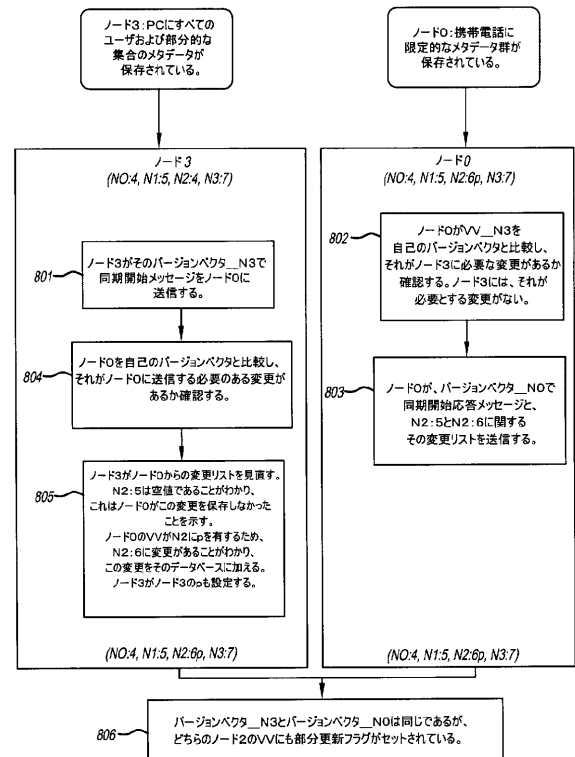 ノード3:PCにすべての
ユーザおよび部分的な
集合のメタデータが
保存されている。
ノード0:携帯電話に
限定的なメタデータ群が
保存されている。
ノード3
(NO:4, N1:5, N2:4, N3:7)
801
ノード3がそのバージョンベクタ__N3で
同期開始メッセージをノード0に
送信する。
804
ノード0を自己のバージョンベクタと比較し、
それがノード0に送信する必要のある変更が
あるか確認する。
805
ノード3がノード0からの変更リストを見直す。
N2:5は空値であることがわかり、
これはノード0がこの変更を保存しなかった
ことを示す。
ノード0のVVがN2にpを有するため、
N2:6に変更があることがわかり、
この変更をそのデータベースに加える。
ノード3がノード3のpも設定する。
(NO:4, N1:5, N2:6p, N3:7)
ノード0
(NO:4, N1:5, N2:6p, N3:7)
802
ノード0がVV__N3を
自己のバージョンベクタと比較し、
それがノード3に必要な変更があるか
確認する。ノード3には、それが
必要とする変更がない。
803
ノード0が、バージョンベクタ__N0で
同期開始応答メッセージと、
N2:5とN2:6に関する
その変更リストを送信する。
(NO:4, N1:5, N2:6p, N3:7)
806
バージョンベクタ__N3とバージョンベクタ__N0は同じであるが、
どちらのノード2のVVにも部分更新フラグがセットされている。